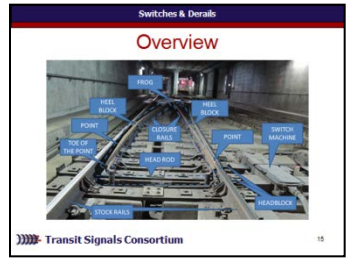 Switches & Derails
Overview
FROG
HEEL
BLOCK
HEEL
BLOCK
POINT
CLOSURE
RAILS
POINT
SWITCH
MACHINE
TOE OF
THE POINT
HEAD ROD
HEADBLOCK
STOCK RAILS
Transit Signals Consortium
15